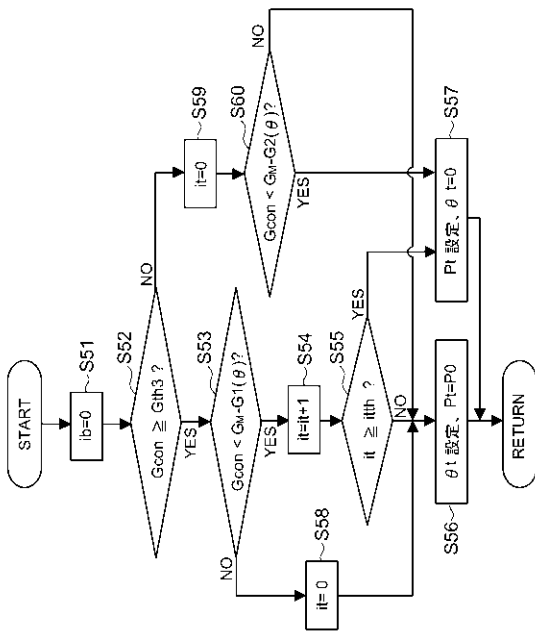 START
ib=0
S51
Gcon ≧ Gth3 ?
S52
NO
YES
Gcon < GM-G1(θ)?
S53
NO
YES
it=it+1
S54
it ≧ itth ?
S55
YES
NO
θt 設定、Pt=P0
S56
Pt 設定、θ t=0
S57
it= 0
S58
it=0
S59
Gcon < GM-G2(θ)?
S60
NO
YES
RETURN